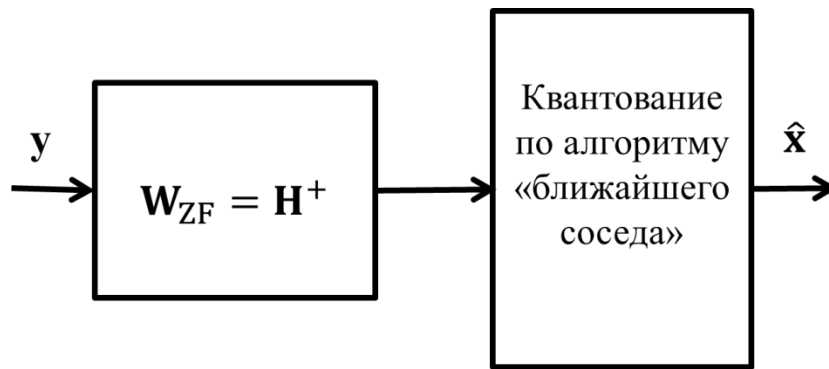 y
W_ZF = H⁺
Квантование
по алгоритму
«ближайшего
соседа»
x̂